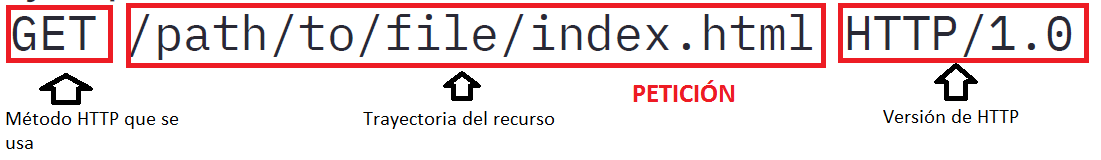 GET /path/to/file/index.html HTTP/1.0
PETICIÓN
Método HTTP que se
usa
Trayectoria del recurso
Versión de HTTP